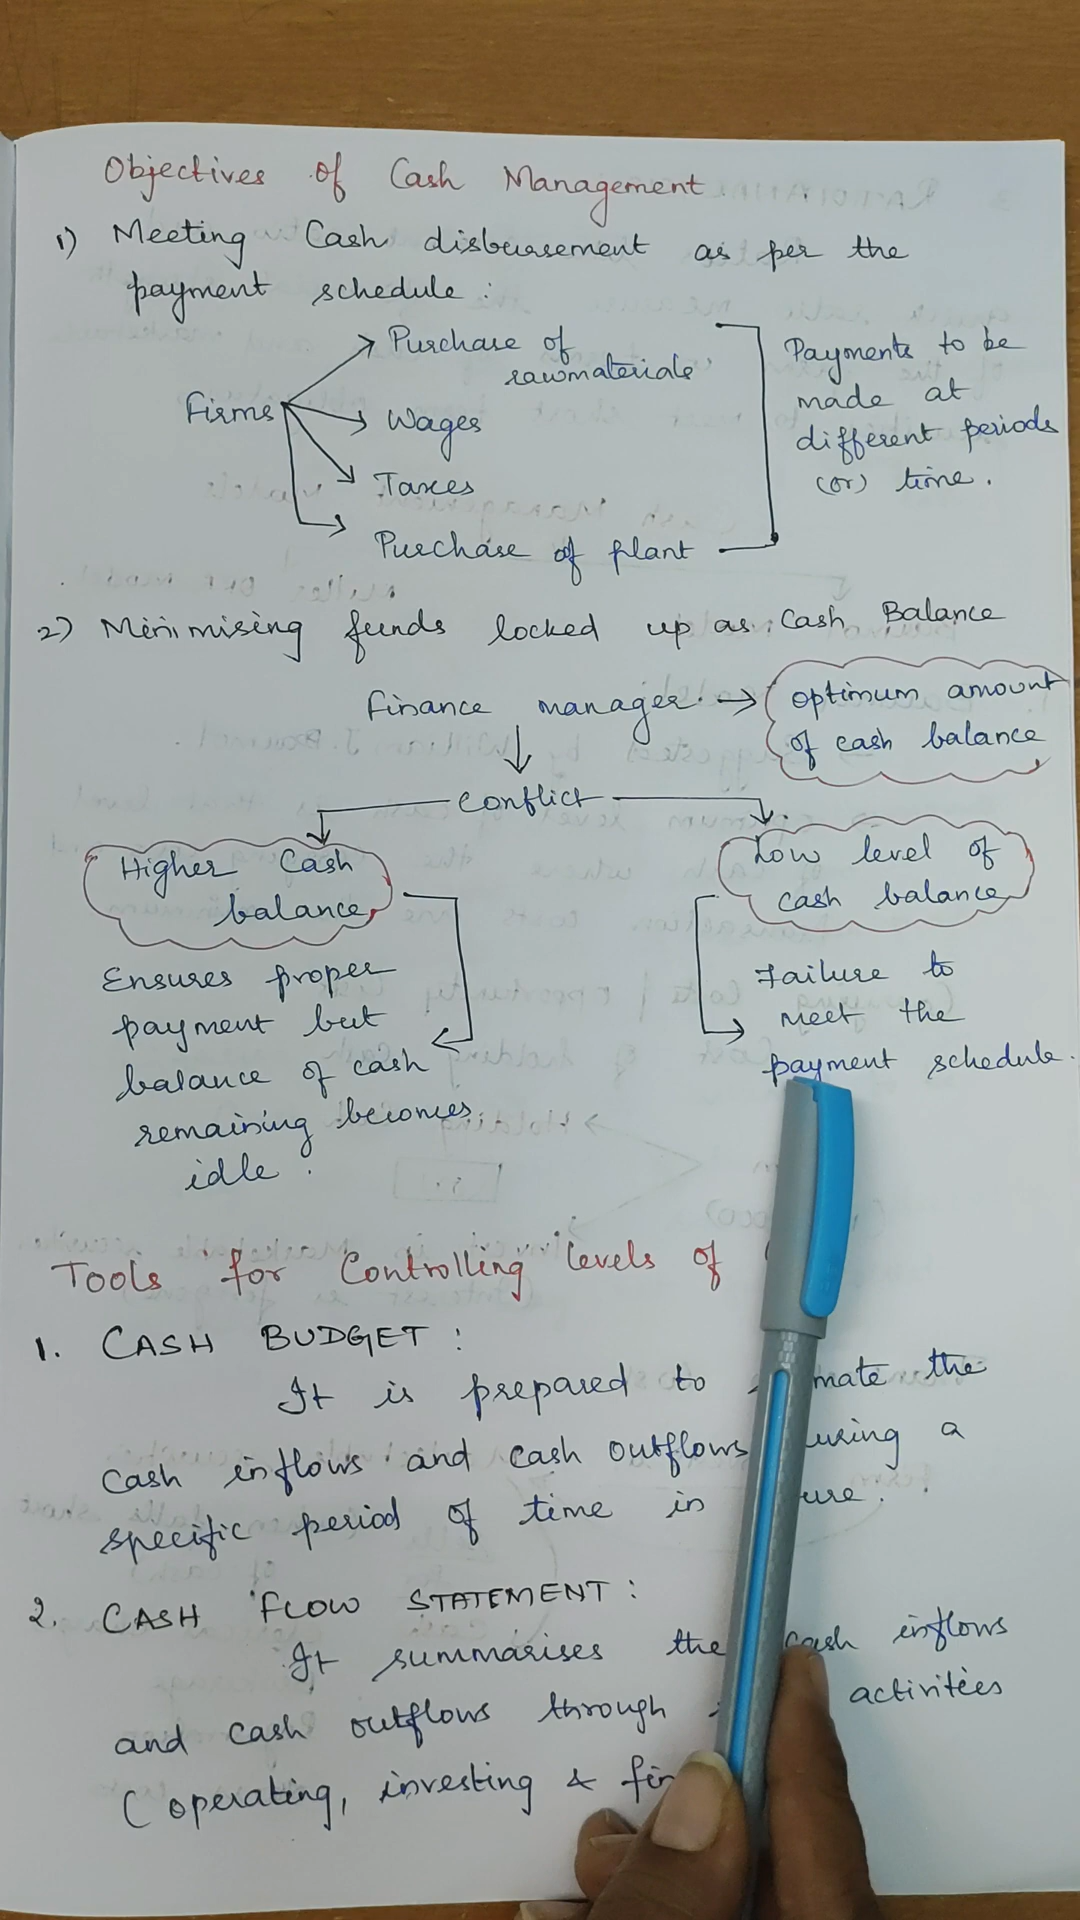 Objectives of Cash Management
1) Meeting Cash disbursement as per the
payment schedule :
Firms
Purchase of
rawmaterials
Wages
Taxes
Purchase of plant
Payments to be
made at
different periods
(or) time.
2) Minimising funds locked up as Cash Balance
Finance manager
optimum amount
of cash balance
Conflict
Higher Cash
balance
Ensures proper
payment but
balance of cash
remaining becomes
idle.
Low level of
cash balance
Failure to
meet the
payment schedule.
Tools for Controlling levels of
1. CASH BUDGET :
It is prepared to the
cash inflows and cash outflows a
specific period of time in
2. CASH FLOW STATEMENT :
It summarises the cash inflows
and cash outflows through activities
( operating, investing &